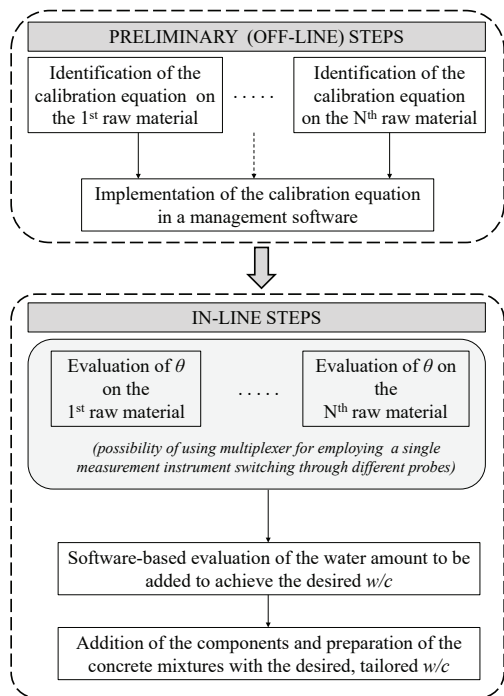 PRELIMINARY (OFF-LINE) STEPS
Identification of the
calibration equation on
the 1st raw material
. . . . .
Identification of the
calibration equation
on the Nth raw material
Implementation of the calibration equation
in a management software
IN-LINE STEPS
Evaluation of θ
on the
1st raw material
. . . . .
Evaluation of θ on
the
Nth raw material
(possibility of using multiplexer for employing a single
measurement instrument switching through different probes)
Software-based evaluation of the water amount to be
added to achieve the desired w/c
Addition of the components and preparation of the
concrete mixtures with the desired, tailored w/c